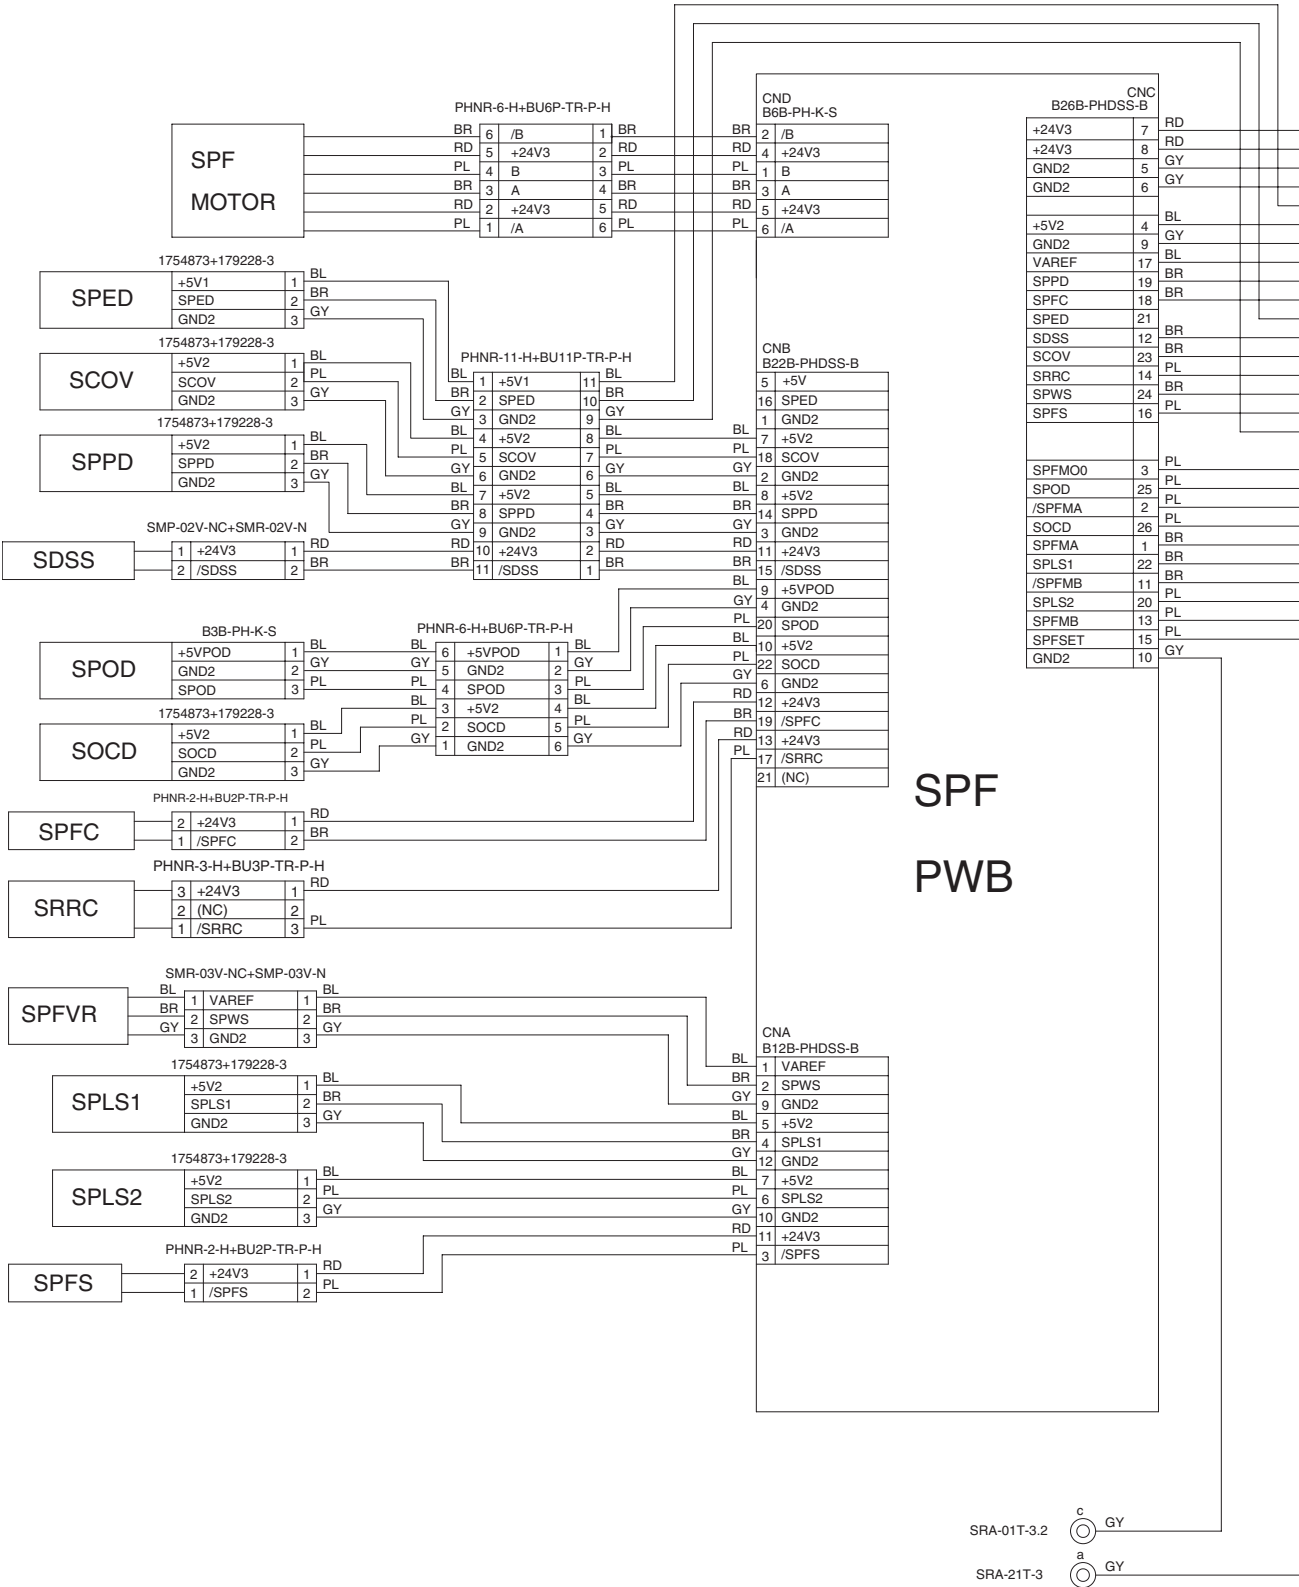 PHNR-6-H+BU6P-TR-P-H
SPF
MOTOR
BR 6 /B 1 BR
RD 5 +24V3 2 RD
PL 4 B 3 PL
BR 3 A 4 BR
RD 2 +24V3 5 RD
PL 1 /A 6 PL
CND
B6B-PH-K-S
BR 2 /B
RD 4 +24V3
PL 1 B
BR 3 A
RD 5 +24V3
PL 6 /A
CNC
B26B-PHDSS-B
+24V3 7 RD
+24V3 8 RD
GND2 5 GY
GND2 6 GY
+5V2 4 BL
GND2 9 GY
VAREF 17 BL
SPPD 19 BR
SPFC 18 BR
SPED 21
SDSS 12 BR
SCOV 23 BR
SRRC 14 PL
SPWS 24 BR
SPFS 16 PL
SPFMO0 3 PL
SPOD 25 PL
/SPFMA 2 PL
SOCD 26 PL
SPFMA 1 BR
SPLS1 22 BR
/SPFMB 11 BR
SPLS2 20 PL
SPFMB 13 PL
SPFSET 15 PL
GND2 10 GY
1754873+179228-3
SPED
+5V1 1 BL
SPED 2 BR
GND2 3 GY
1754873+179228-3
SCOV
+5V2 1 BL
SCOV 2 PL
GND2 3 GY
1754873+179228-3
SPPD
+5V2 1 BL
SPPD 2 BR
GND2 3 GY
SMP-02V-NC+SMR-02V-N
SDSS
1 +24V3 1 RD
2 /SDSS 2 BR
PHNR-11-H+BU11P-TR-P-H
BL 1 +5V1 11 BL
BR 2 SPED 10 BR
GY 3 GND2 9 GY
BL 4 +5V2 8 BL
PL 5 SCOV 7 PL
GY 6 GND2 6 GY
BL 7 +5V2 5 BL
BR 8 SPPD 4 BR
GY 9 GND2 3 GY
RD 10 +24V3 2 RD
BR 11 /SDSS 1 BR
CNB
B22B-PHDSS-B
5 +5V
16 SPED
1 GND2
BL 7 +5V2
PL 18 SCOV
GY 2 GND2
BL 8 +5V2
BR 14 SPPD
GY 3 GND2
RD 11 +24V3
BR 15 /SDSS
BL 9 +5VPOD
GY 4 GND2
PL 20 SPOD
BL 10 +5V2
PL 22 SOCD
GY 6 GND2
RD 12 +24V3
BR 19 /SPFC
RD 13 +24V3
PL 17 /SRRC
21 (NC)
B3B-PH-K-S
SPOD
+5VPOD 1 BL
GND2 2 GY
SPOD 3 PL
1754873+179228-3
SOCD
+5V2 1 BL
SOCD 2 PL
GND2 3 GY
PHNR-6-H+BU6P-TR-P-H
BL 6 +5VPOD 1 BL
GY 5 GND2 2 GY
PL 4 SPOD 3 PL
BL 3 +5V2 4 BL
PL 2 SOCD 5 PL
GY 1 GND2 6 GY
SPF
PWB
PHNR-2-H+BU2P-TR-P-H
SPFC
2 +24V3 1 RD
1 /SPFC 2 BR
PHNR-3-H+BU3P-TR-P-H
SRRC
3 +24V3 1 RD
2 (NC) 2
1 /SRRC 3 PL
SMR-03V-NC+SMP-03V-N
SPFVR
BL 1 VAREF 1 BL
BR 2 SPWS 2 BR
GY 3 GND2 3 GY
1754873+179228-3
SPLS1
+5V2 1 BL
SPLS1 2 BR
GND2 3 GY
1754873+179228-3
SPLS2
+5V2 1 BL
SPLS2 2 PL
GND2 3 GY
PHNR-2-H+BU2P-TR-P-H
SPFS
2 +24V3 1 RD
1 /SPFS 2 PL
CNA
B12B-PHDSS-B
BL 1 VAREF
BR 2 SPWS
GY 9 GND2
BL 5 +5V2
BR 4 SPLS1
GY 12 GND2
BL 7 +5V2
PL 6 SPLS2
GY 10 GND2
RD 11 +24V3
PL 3 /SPFS
c
SRA-01T-3.2 GY
a
SRA-21T-3 GY